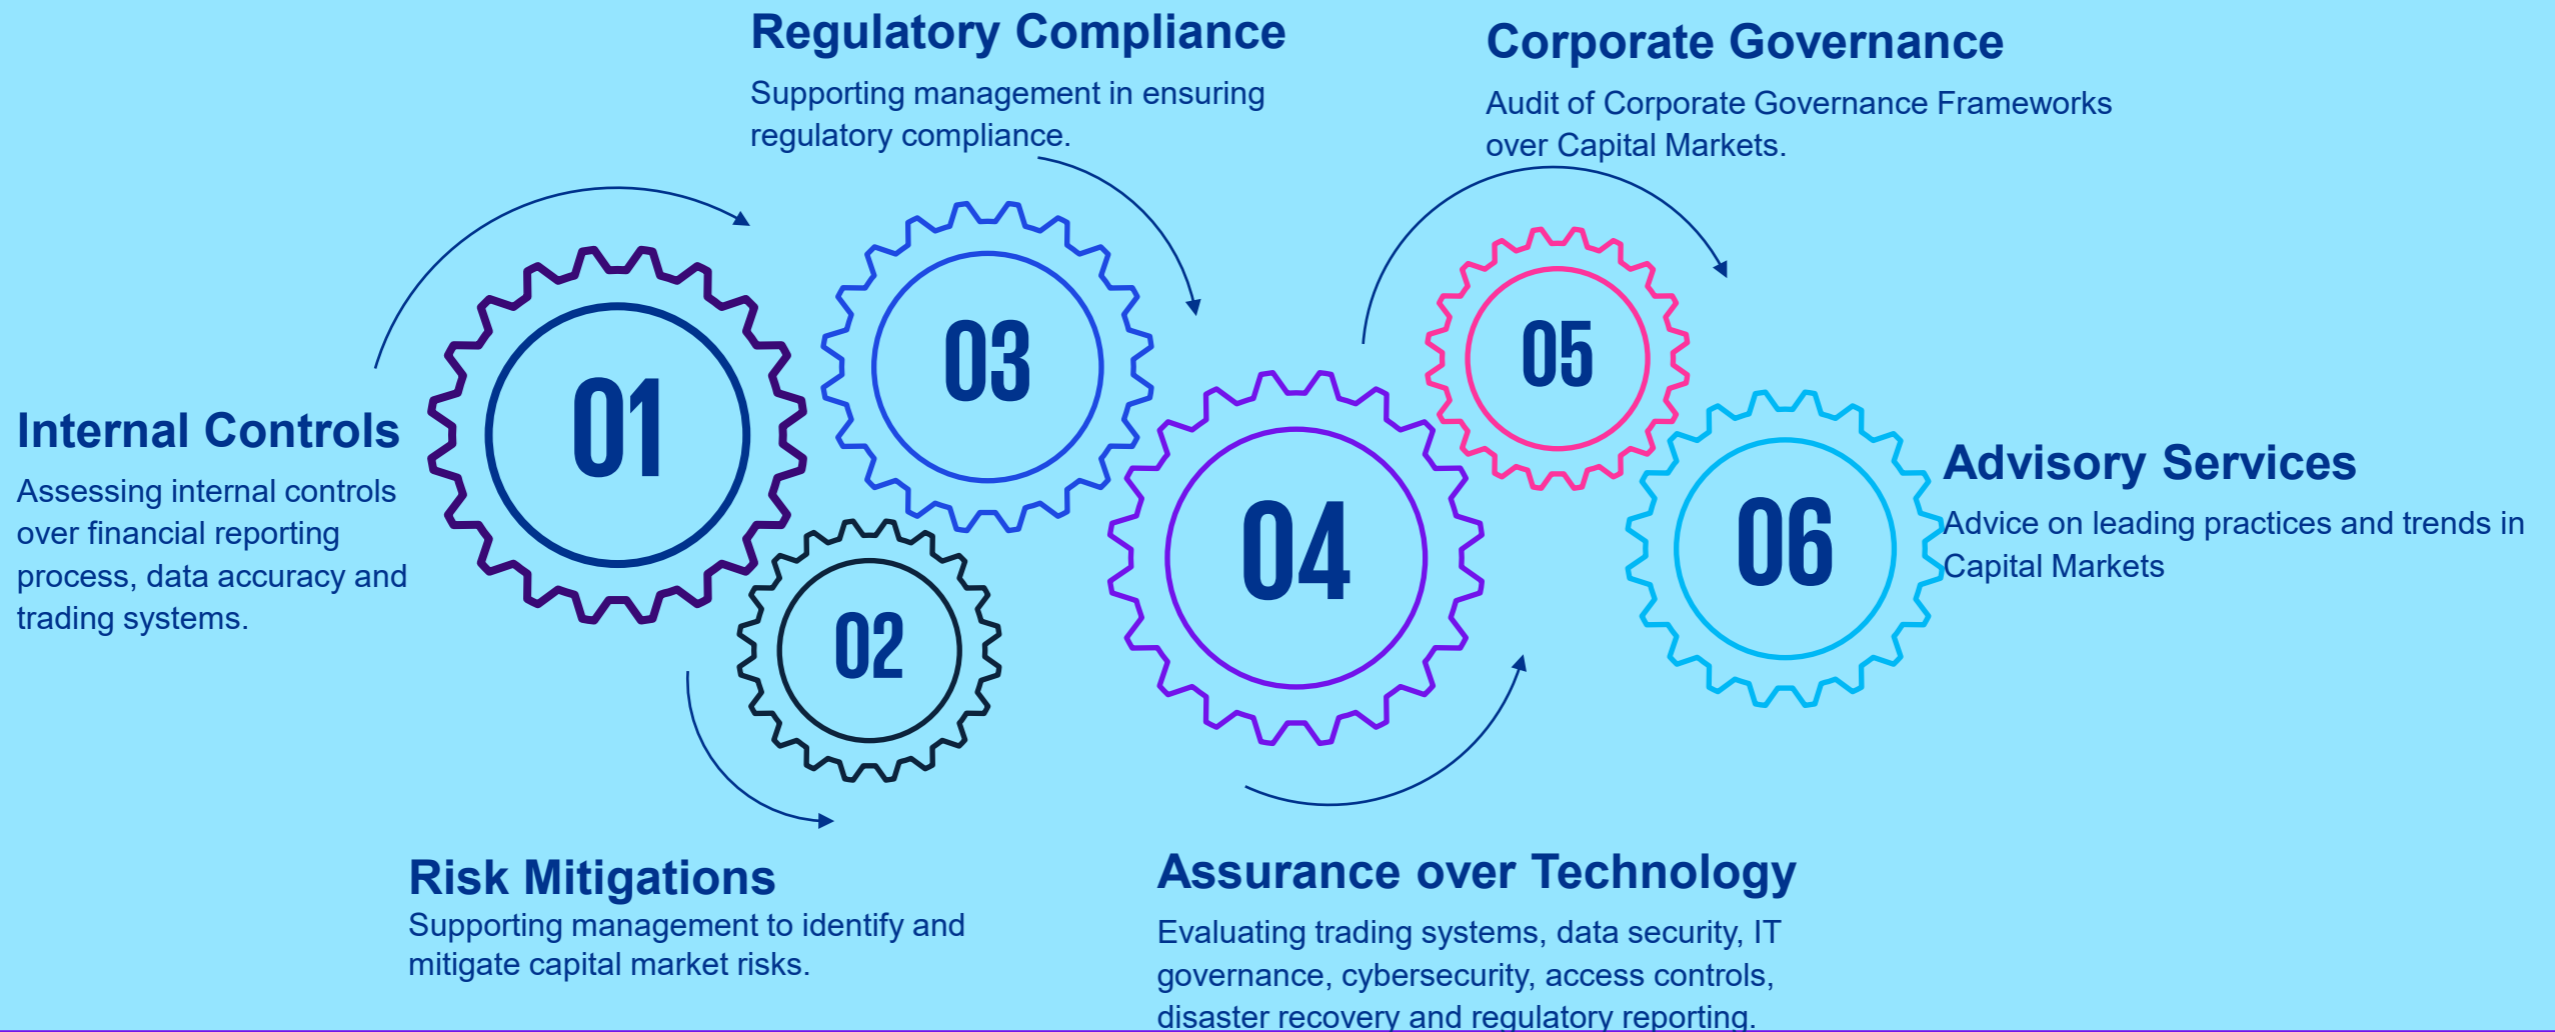 Internal Controls
Assessing internal controls
over financial reporting
process, data accuracy and
trading systems.
01
Risk Mitigations
Supporting management to identify and
mitigate capital market risks.
02
Regulatory Compliance
Supporting management in ensuring
regulatory compliance.
03
Assurance over Technology
Evaluating trading systems, data security, IT
governance, cybersecurity, access controls,
disaster recovery and regulatory reporting.
04
Corporate Governance
Audit of Corporate Governance Frameworks
over Capital Markets.
05
Advisory Services
Advice on leading practices and trends in
Capital Markets
06